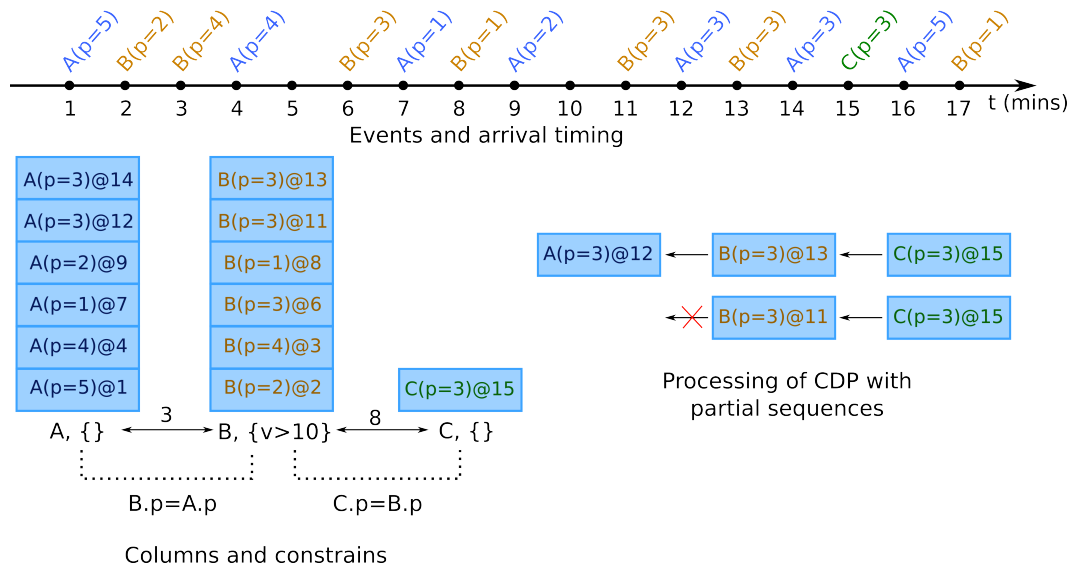 A(p=5) B(p=2) B(p=4) A(p=4) B(p=3) A(p=1) B(p=1) A(p=2) B(p=3) A(p=3) B(p=3) A(p=3) C(p=3) A(p=5) B(p=1)
1 2 3 4 5 6 7 8 9 10 11 12 13 14 15 16 17 t (mins)
Events and arrival timing
A(p=3)@14 B(p=3)@13
A(p=3)@12 B(p=3)@11
A(p=2)@9 B(p=1)@8
A(p=1)@7 B(p=3)@6
A(p=4)@4 B(p=4)@3
A(p=5)@1 B(p=2)@2 C(p=3)@15
A, {} 3 B, {v>10} 8 C, {}
B.p=A.p C.p=B.p
Columns and constrains
A(p=3)@12 B(p=3)@13 C(p=3)@15
B(p=3)@11 C(p=3)@15
Processing of CDP with
partial sequences